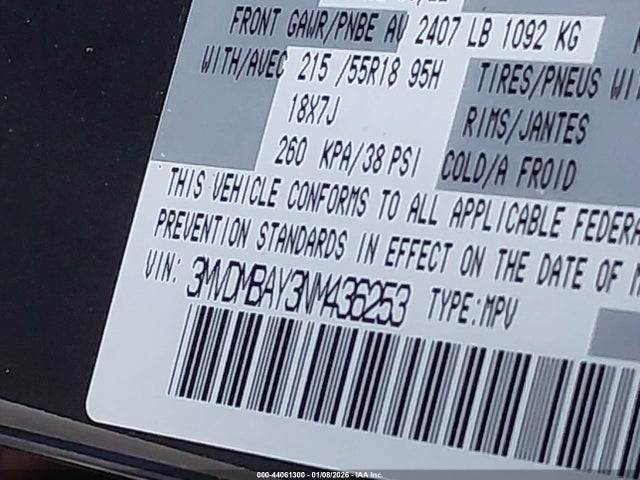 FRONT GAWR/PNBE AV 2407 LB 1092 KG
WITH/AVEC 215 /55R18 95H TIRES/PNEUS
18X7J RIMS/JANTES
260 KPA/38 PSI COLD/A FROID
THIS VEHICLE CONFORMS TO ALL APPLICABLE
PREVENTION STANDARDS IN EFFECT ON THE DATE OF
VIN: 3MVDMBAY3NM436253 TYPE:MPV
000-44061300 - 01/08/2026 - IAA Inc.